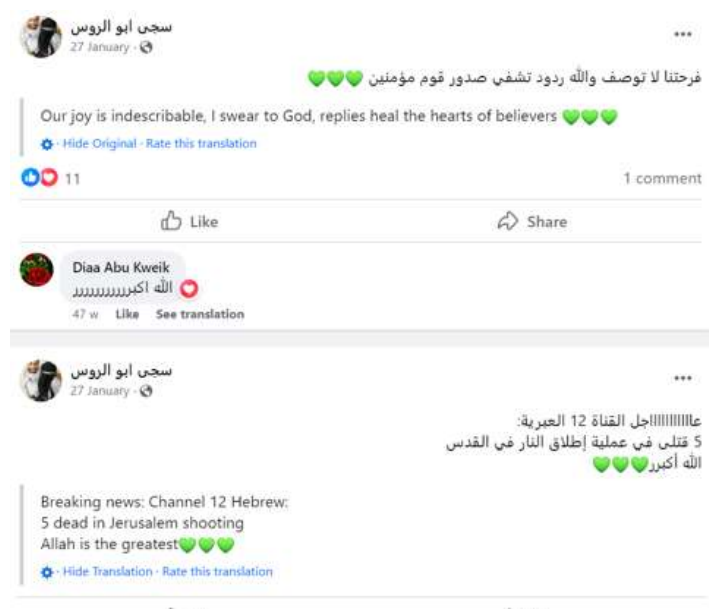 سجى ابو الروس
27 January ·
فرحتنا لا توصف والله ردود تشفي صدور قوم مؤمنين 💚💚💚
Our joy is indescribable, I swear to God, replies heal the hearts of believers 💚💚💚
· Hide Original · Rate this translation
11
1 comment
Like
Share
Diaa Abu Kweik
الله اكبرررررررررررر
47 w Like See translation
سجى ابو الروس
27 January ·
عااااااااااااجل القناة 12 العبرية:
5 قتلى في عملية إطلاق النار في القدس
الله أكبرر💚💚💚
Breaking news: Channel 12 Hebrew:
5 dead in Jerusalem shooting
Allah is the greatest💚💚💚
· Hide Translation · Rate this translation